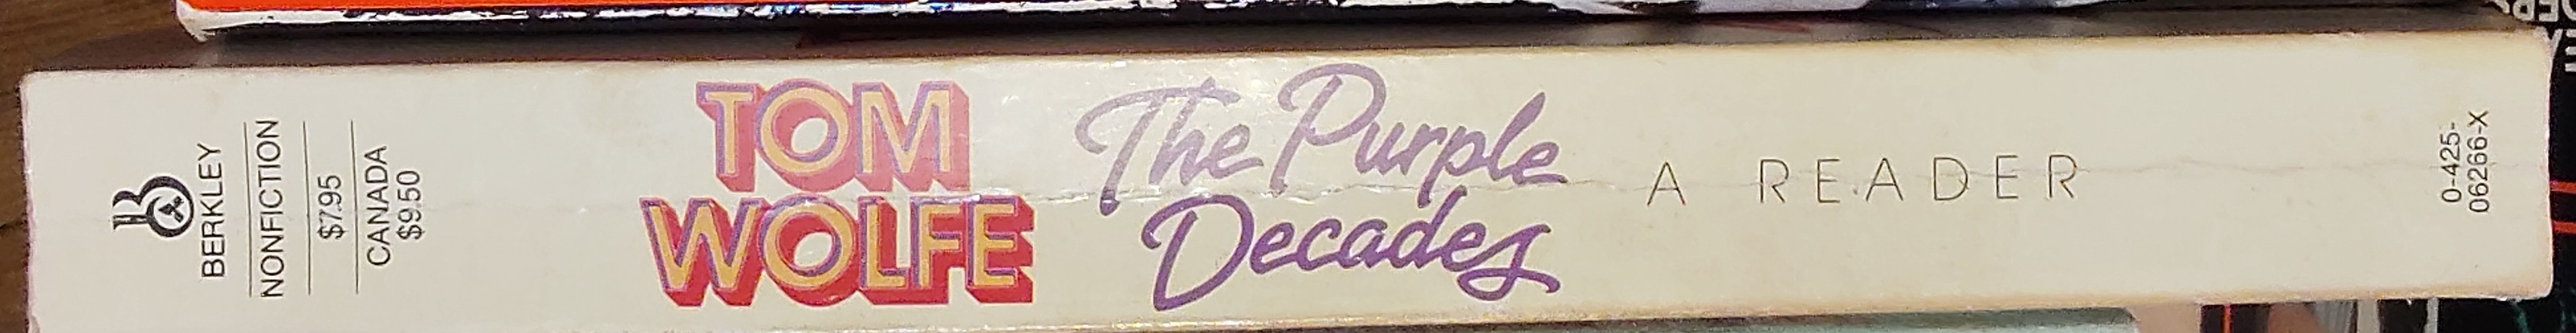 BERKLEY
NONFICTION
$7.95
CANADA
$9.50
TOM
WOLFE
The Purple
Decades
A READER
0-425-
06266-X